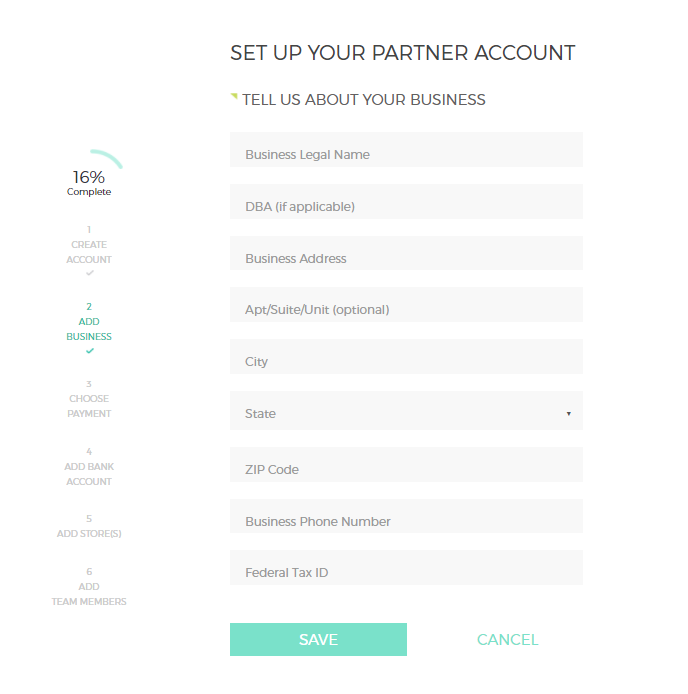 SET UP YOUR PARTNER ACCOUNT
TELL US ABOUT YOUR BUSINESS
16%
Complete
1
CREATE
ACCOUNT
2
ADD
BUSINESS
3
CHOOSE
PAYMENT
4
ADD BANK
ACCOUNT
5
ADD STORE(S)
6
ADD
TEAM MEMBERS
Business Legal Name
DBA (if applicable)
Business Address
Apt/Suite/Unit (optional)
City
State
ZIP Code
Business Phone Number
Federal Tax ID
SAVE
CANCEL